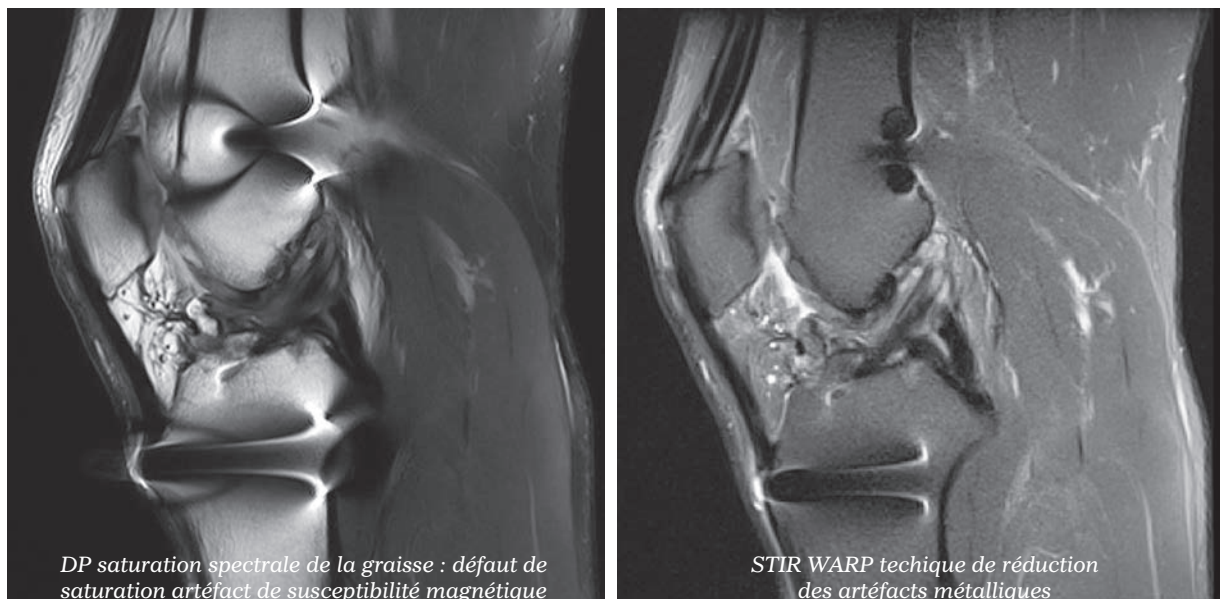 DP saturation spectrale de la graisse : défaut de
saturation artéfact de susceptibilité magnétique
STIR WARP techique de réduction
des artéfacts métalliques